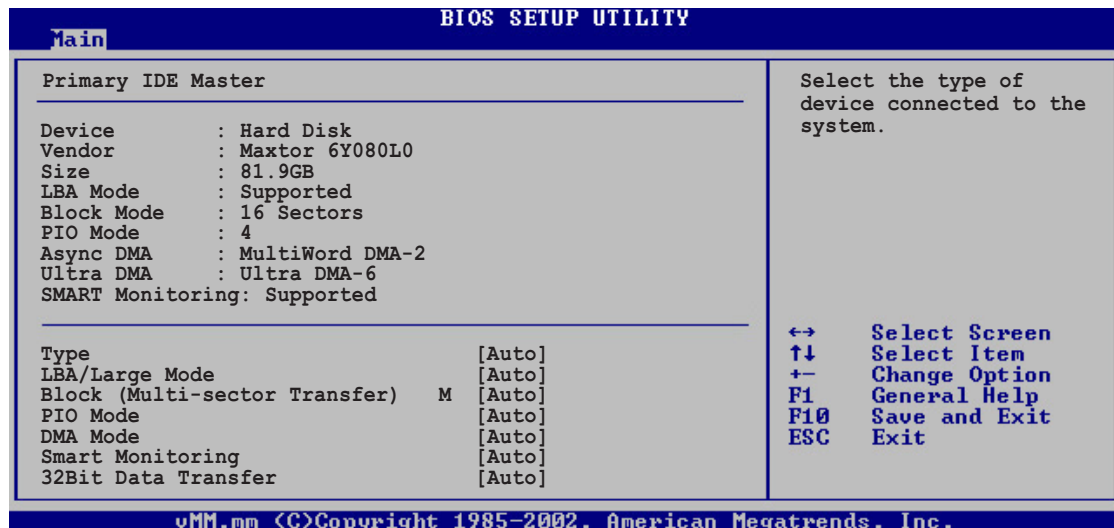 BIOS SETUP UTILITY
Main
Primary IDE Master
Device : Hard Disk
Vendor : Maxtor 6Y080L0
Size : 81.9GB
LBA Mode : Supported
Block Mode : 16 Sectors
PIO Mode : 4
Async DMA : MultiWord DMA-2
Ultra DMA : Ultra DMA-6
SMART Monitoring: Supported
Type [Auto]
LBA/Large Mode [Auto]
Block (Multi-sector Transfer) M [Auto]
PIO Mode [Auto]
DMA Mode [Auto]
Smart Monitoring [Auto]
32Bit Data Transfer [Auto]
Select the type of
device connected to the
system.
←→ Select Screen
↑↓ Select Item
+- Change Option
F1 General Help
F10 Save and Exit
ESC Exit
vMM.mm (C)Copyright 1985-2002, American Megatrends, Inc.